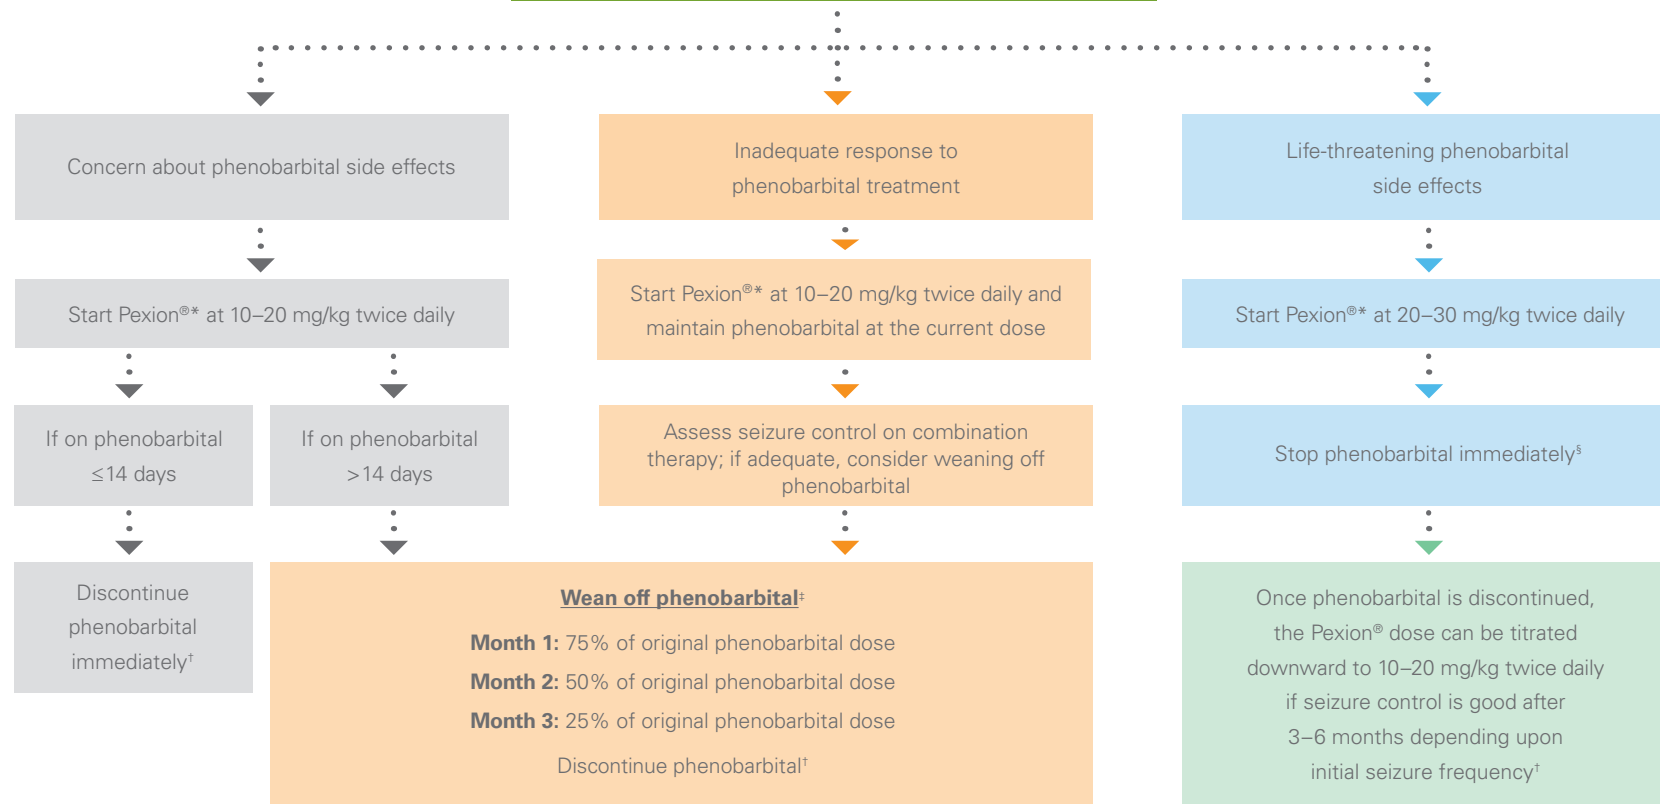 Concern about phenobarbital side effects
Inadequate response to
phenobarbital treatment
Life-threatening phenobarbital
side effects
Start Pexion®* at 10–20 mg/kg twice daily
Start Pexion®* at 10–20 mg/kg twice daily and
maintain phenobarbital at the current dose
Start Pexion®* at 20–30 mg/kg twice daily
If on phenobarbital
≤14 days
If on phenobarbital
>14 days
Assess seizure control on combination
therapy; if adequate, consider weaning off
phenobarbital
Stop phenobarbital immediately§
Discontinue
phenobarbital
immediately†
Wean off phenobarbital‡
Month 1: 75% of original phenobarbital dose
Month 2: 50% of original phenobarbital dose
Month 3: 25% of original phenobarbital dose
Discontinue phenobarbital†
Once phenobarbital is discontinued,
the Pexion® dose can be titrated
downward to 10–20 mg/kg twice daily
if seizure control is good after
3–6 months depending upon
initial seizure frequency†